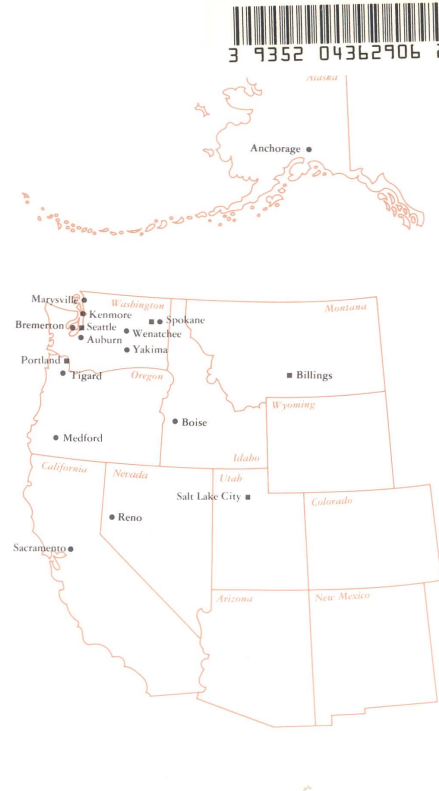 3 9352 04362906
Alaska
Anchorage
Marysville
Washington
Montana
Kenmore
Spokane
Bremerton
Seattle
Wenatchee
Auburn
Yakima
Portland
Oregon
Tigard
Billings
Wyoming
Boise
Medford
Idaho
California
Nevada
Utah
Salt Lake City
Colorado
Reno
Sacramento
Arizona
New Mexico